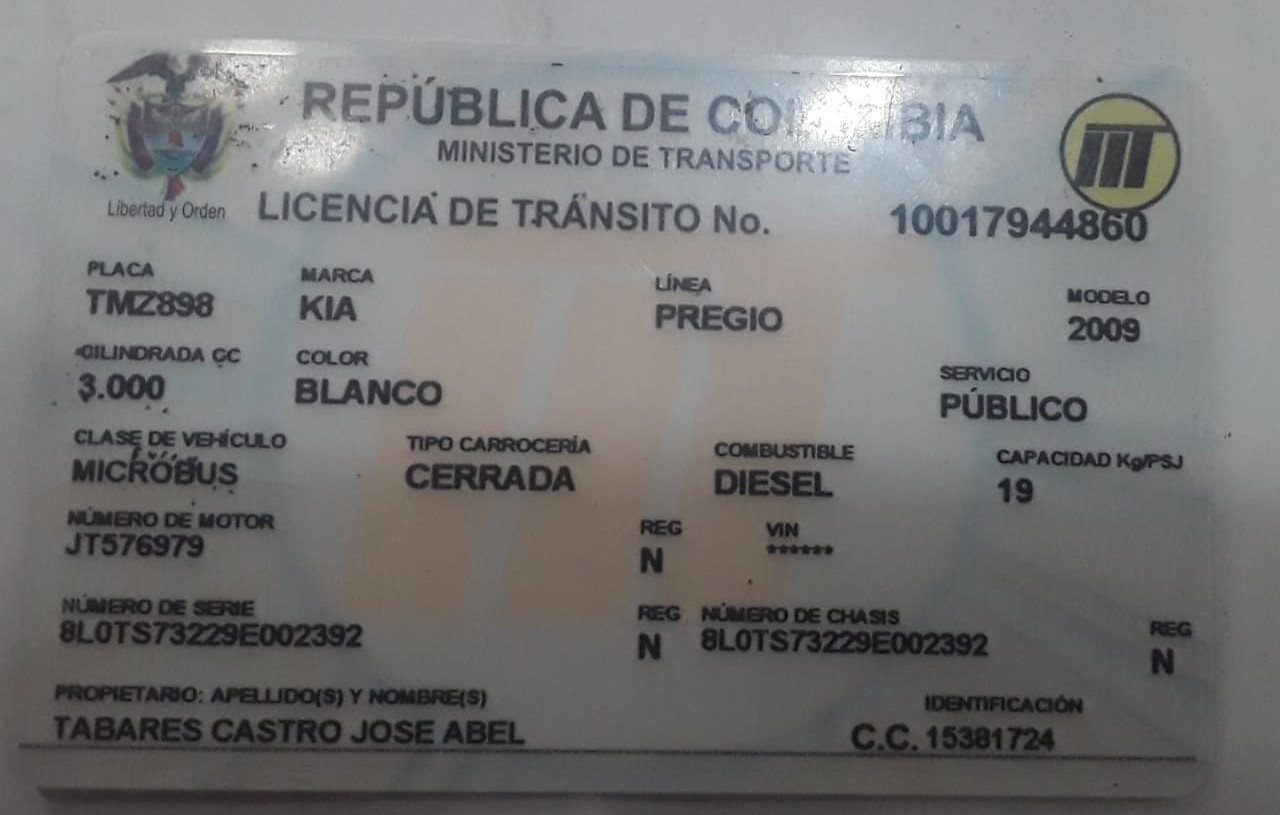 REPÚBLICA DE COLOMBIA
MINISTERIO DE TRANSPORTE
Libertad y Orden
LICENCIA DE TRÁNSITO No. 10017944860
PLACA MARCA LÍNEA MODELO
TMZ898 KIA PREGIO 2009
CILINDRADA CC COLOR SERVICIO
3.000 BLANCO PÚBLICO
CLASE DE VEHÍCULO TIPO CARROCERÍA COMBUSTIBLE CAPACIDAD Kg/PSJ
MICROBUS CERRADA DIESEL 19
NÚMERO DE MOTOR REG VIN
JT576979 N ******
NÚMERO DE SERIE REG NÚMERO DE CHASIS REG
8L0TS73229E002392 N 8L0TS73229E002392 N
PROPIETARIO: APELLIDO(S) Y NOMBRE(S) IDENTIFICACIÓN
TABARES CASTRO JOSE ABEL C.C. 15381724